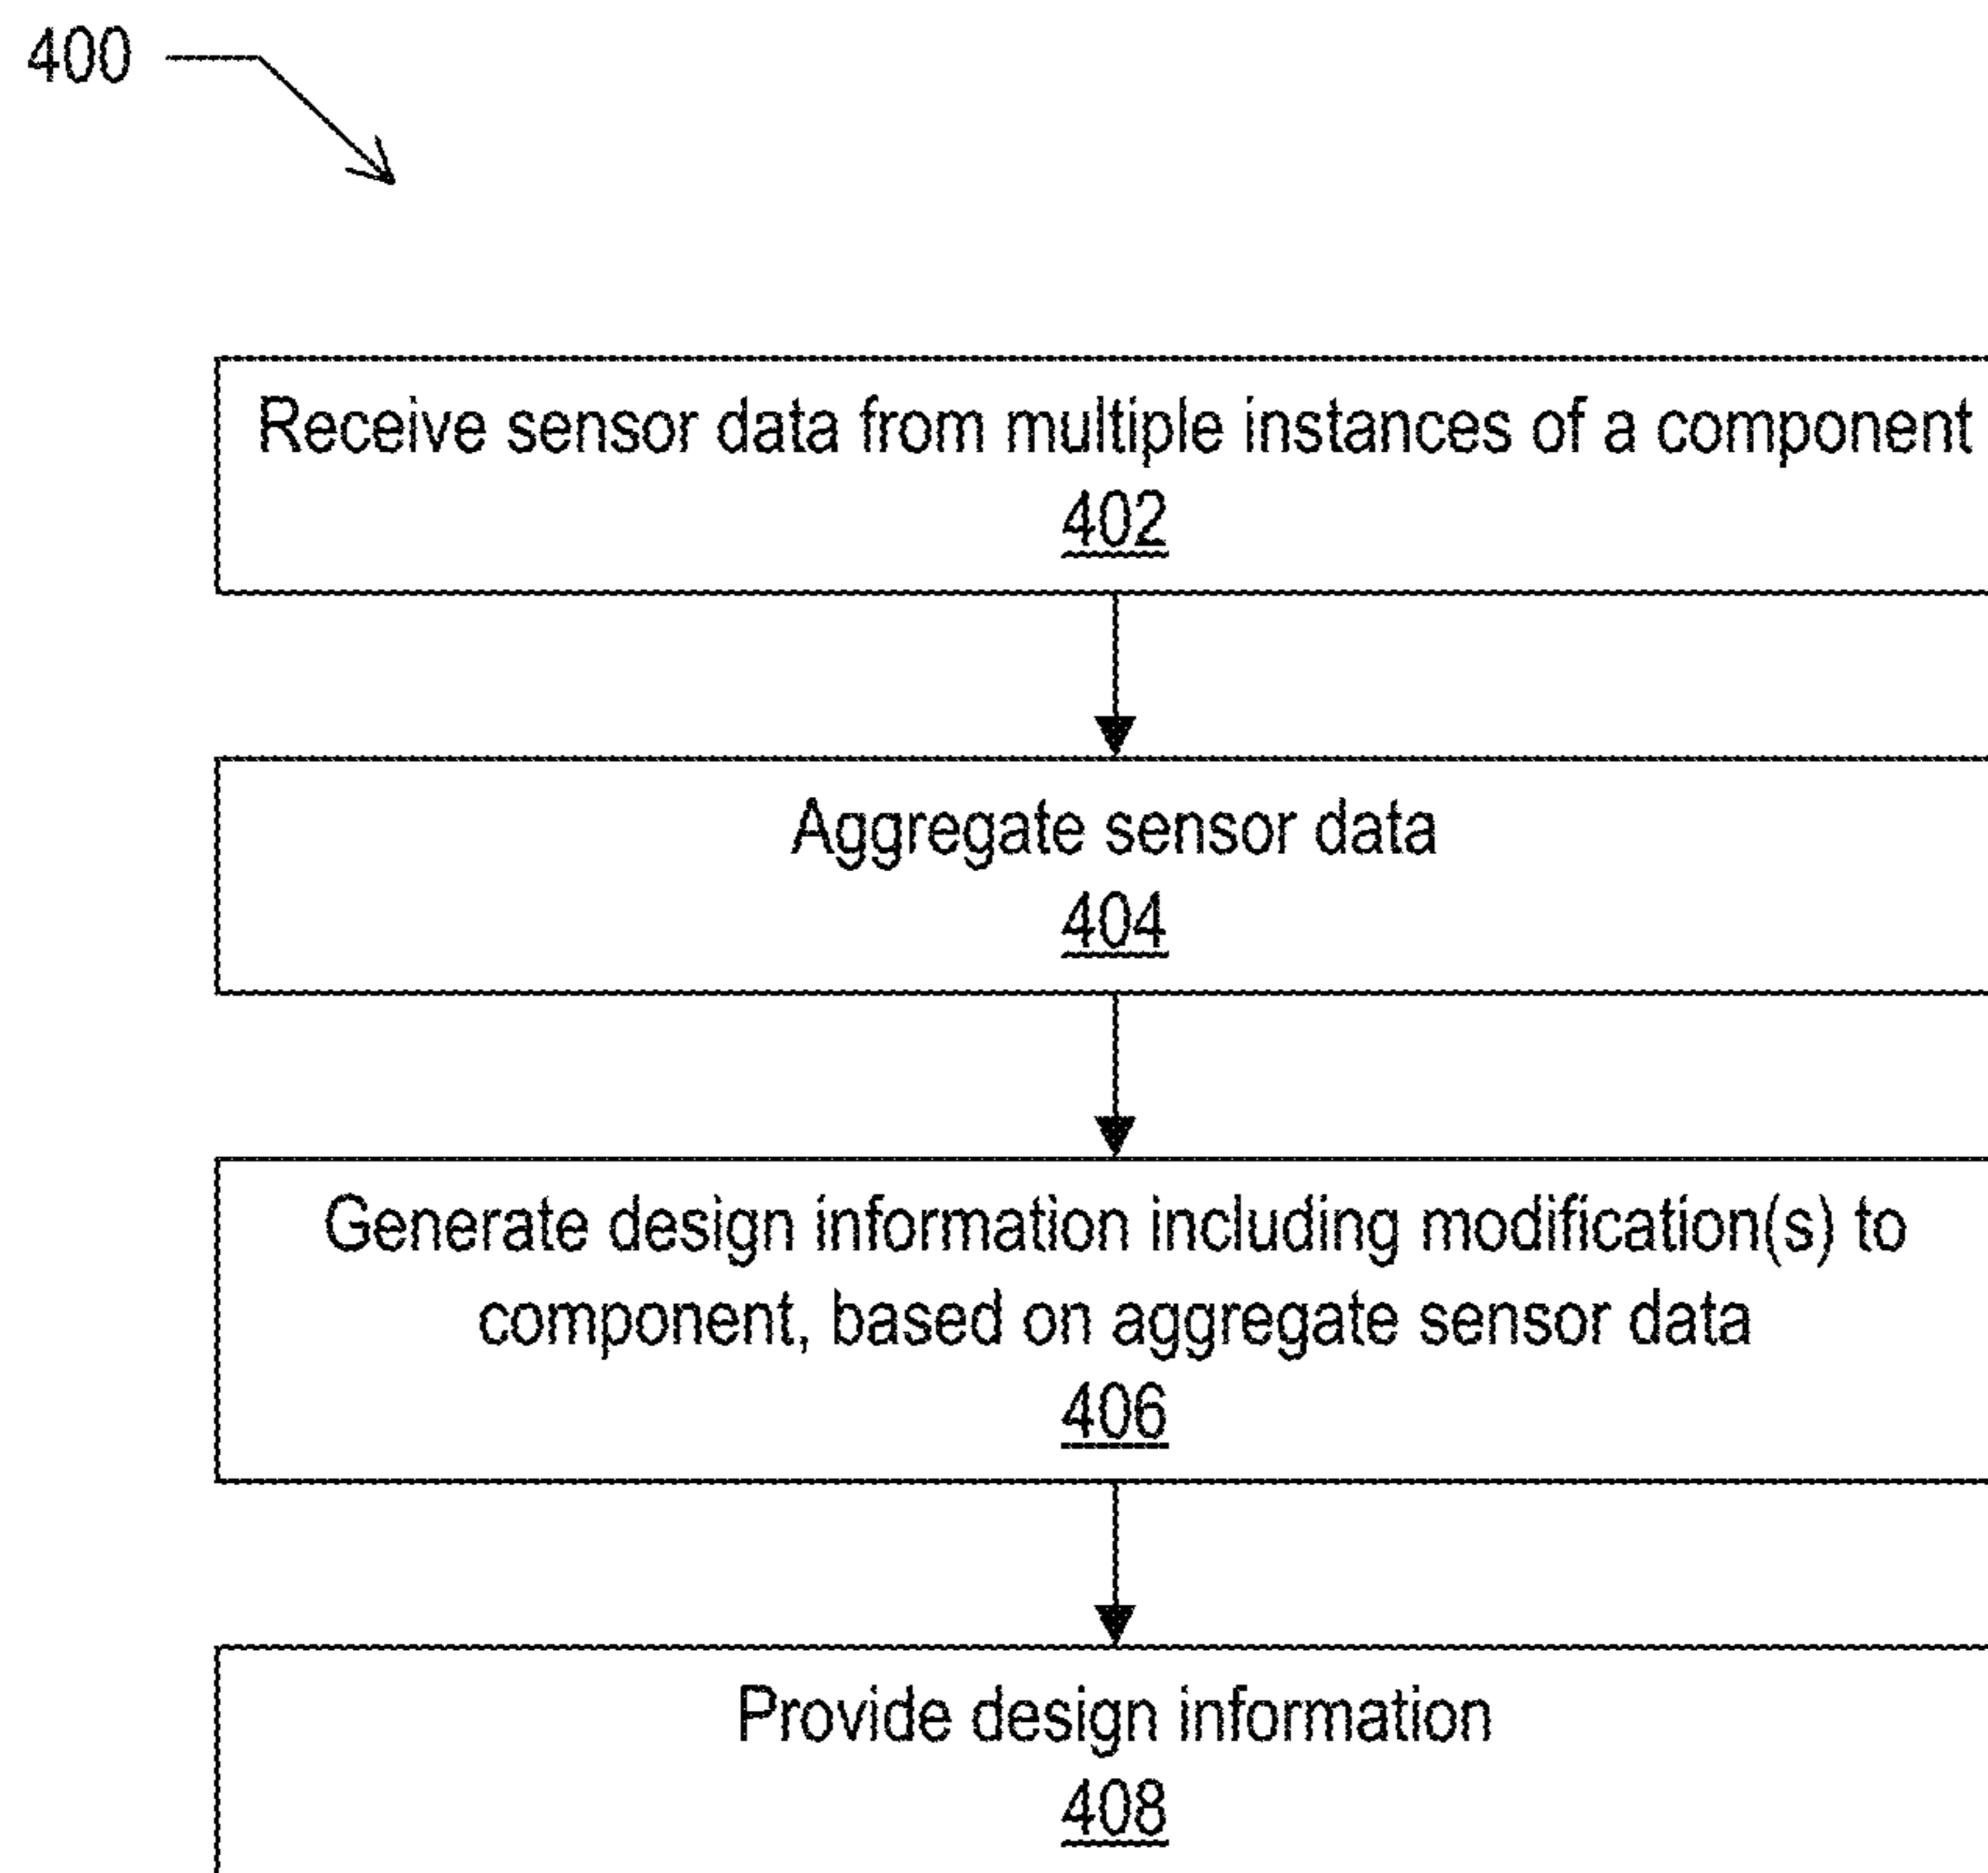 400
Receive sensor data from multiple instances of a component
402
Aggregate sensor data
404
Generate design information including modification(s) to
component, based on aggregate sensor data
406
Provide design information
408